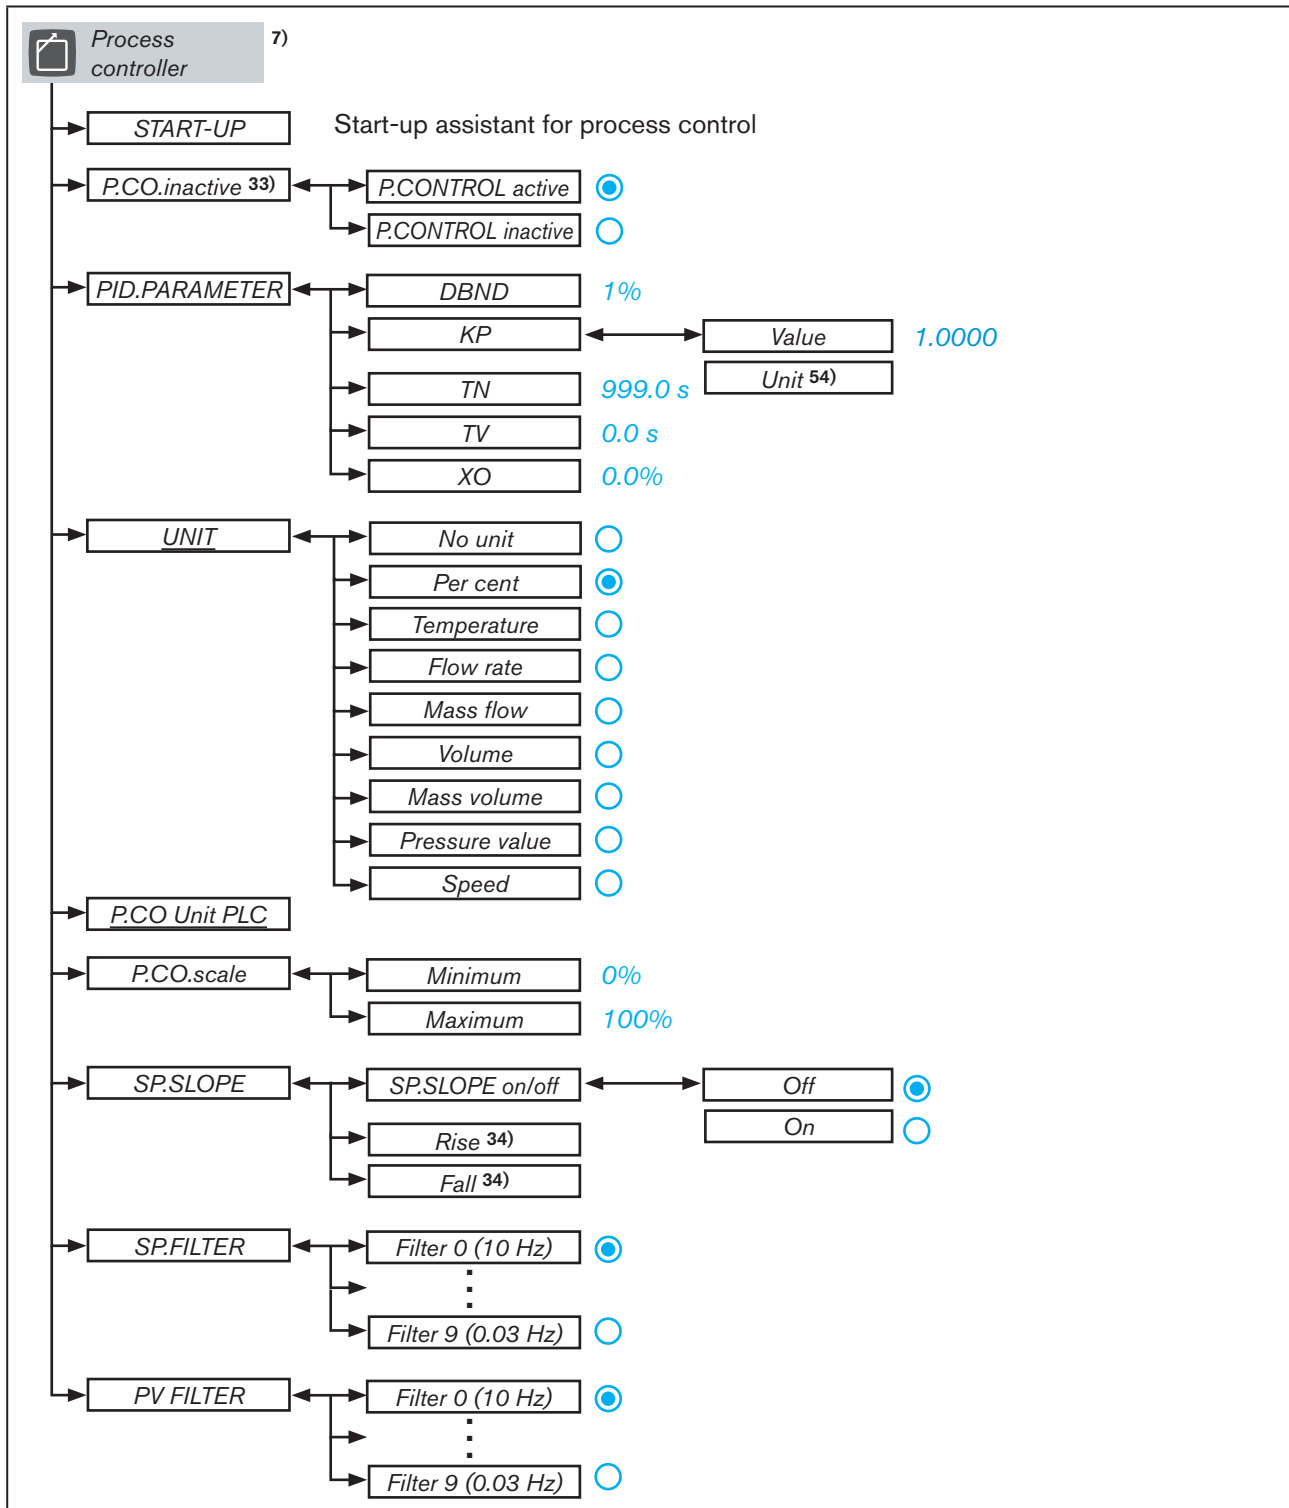 Process
controller
7)
START-UP
Start-up assistant for process control
P.CO.inactive 33)
P.CONTROL active
P.CONTROL inactive
PID.PARAMETER
DBND
1%
KP
Value
1.0000
Unit 54)
TN
999.0 s
TV
0.0 s
XO
0.0%
UNIT
No unit
Per cent
Temperature
Flow rate
Mass flow
Volume
Mass volume
Pressure value
Speed
P.CO Unit PLC
P.CO.scale
Minimum
0%
Maximum
100%
SP.SLOPE
SP.SLOPE on/off
Off
On
Rise 34)
Fall 34)
SP.FILTER
Filter 0 (10 Hz)
Filter 9 (0.03 Hz)
PV FILTER
Filter 0 (10 Hz)
Filter 9 (0.03 Hz)